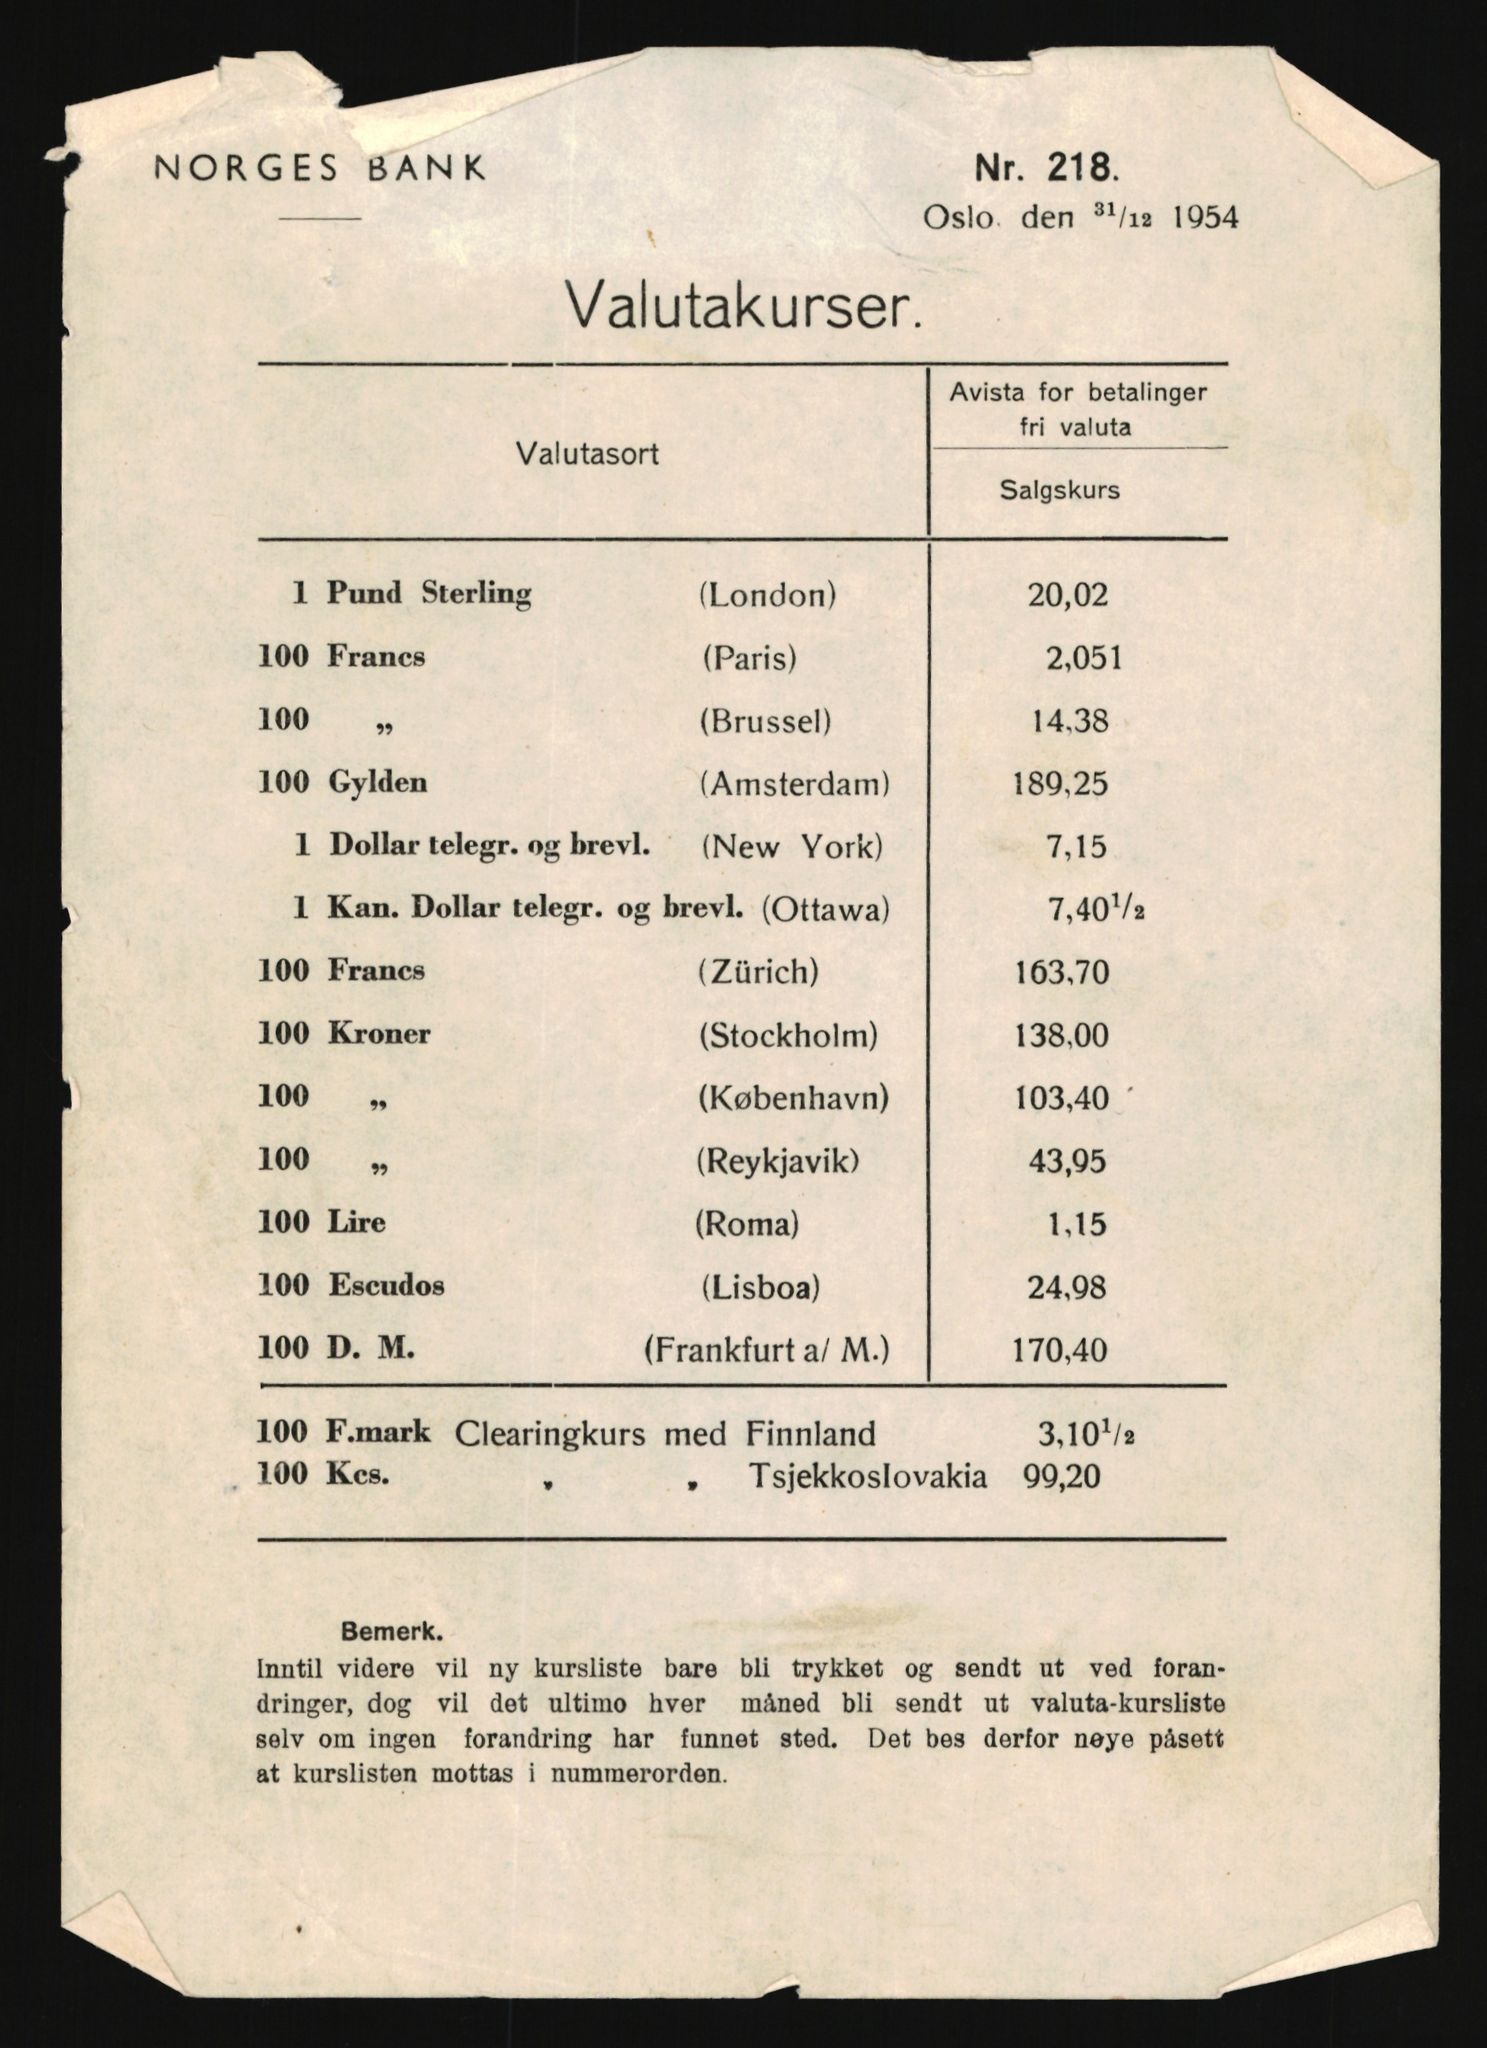 NORGES BANK
Nr. 218.
Oslo. den 31/12 1954
Valutakurser.
Valutasort
Avista for betalinger
fri valuta
Salgskurs
1 Pund Sterling (London) 20,02
100 Francs (Paris) 2,051
100 „ (Brussel) 14,38
100 Gylden (Amsterdam) 189,25
1 Dollar telegr. og brevl. (New York) 7,15
1 Kan. Dollar telegr. og brevl. (Ottawa) 7,40 1/2
100 Francs (Zürich) 163,70
100 Kroner (Stockholm) 138,00
100 „ (København) 103,40
100 „ (Reykjavik) 43,95
100 Lire (Roma) 1,15
100 Escudos (Lisboa) 24,98
100 D. M. (Frankfurt a/ M.) 170,40
100 F.mark Clearingkurs med Finnland 3,10 1/2
100 Kcs. „ „ Tsjekkoslovakia 99,20
Bemerk.
Inntil videre vil ny kursliste bare bli trykket og sendt ut ved foran-
dringer, dog vil det ultimo hver måned bli sendt ut valuta-kursliste
selv om ingen forandring har funnet sted. Det bes derfor nøye påsett
at kurslisten mottas i nummerorden.